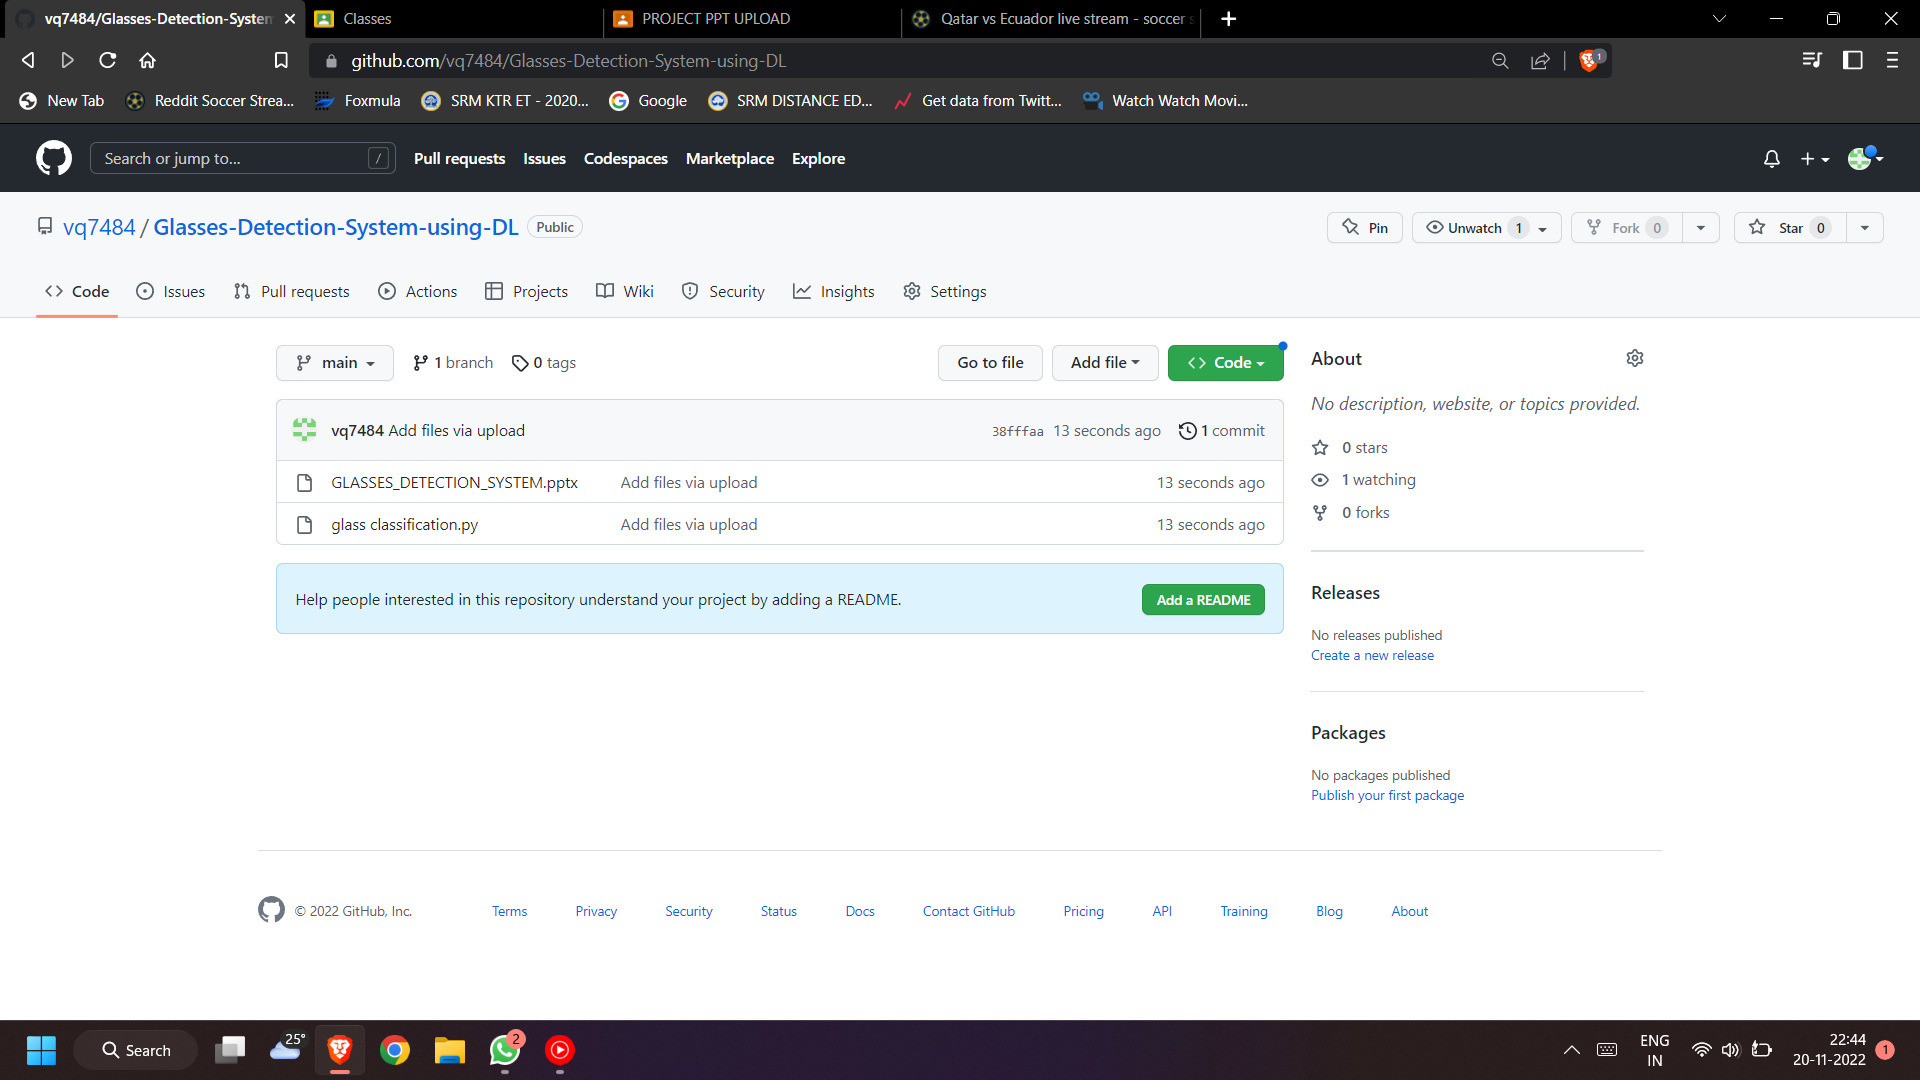 vq7484/Glasses-Detection-System
Classes
PROJECT PPT UPLOAD
Qatar vs Ecuador live stream - soccer s
github.com/vq7484/Glasses-Detection-System-using-DL
1
New Tab
Reddit Soccer Strea...
Foxmula
SRM KTR ET - 2020...
Google
SRM DISTANCE ED...
Get data from Twitt...
Watch Watch Movi...
Search or jump to...
/
Pull requests
Issues
Codespaces
Marketplace
Explore
vq7484 / Glasses-Detection-System-using-DL Public
Pin
Unwatch 1
Fork 0
Star 0
Code
Issues
Pull requests
Actions
Projects
Wiki
Security
Insights
Settings
main
1 branch
0 tags
Go to file
Add file
Code
vq7484 Add files via upload
38fffaa 13 seconds ago
1 commit
GLASSES_DETECTION_SYSTEM.pptx Add files via upload 13 seconds ago
glass classification.py Add files via upload 13 seconds ago
Help people interested in this repository understand your project by adding a README.
Add a README
About
No description, website, or topics provided.
0 stars
1 watching
0 forks
Releases
No releases published
Create a new release
Packages
No packages published
Publish your first package
© 2022 GitHub, Inc.
Terms
Privacy
Security
Status
Docs
Contact GitHub
Pricing
API
Training
Blog
About
Search
25°
2
ENG
IN
22:44
20-11-2022
1